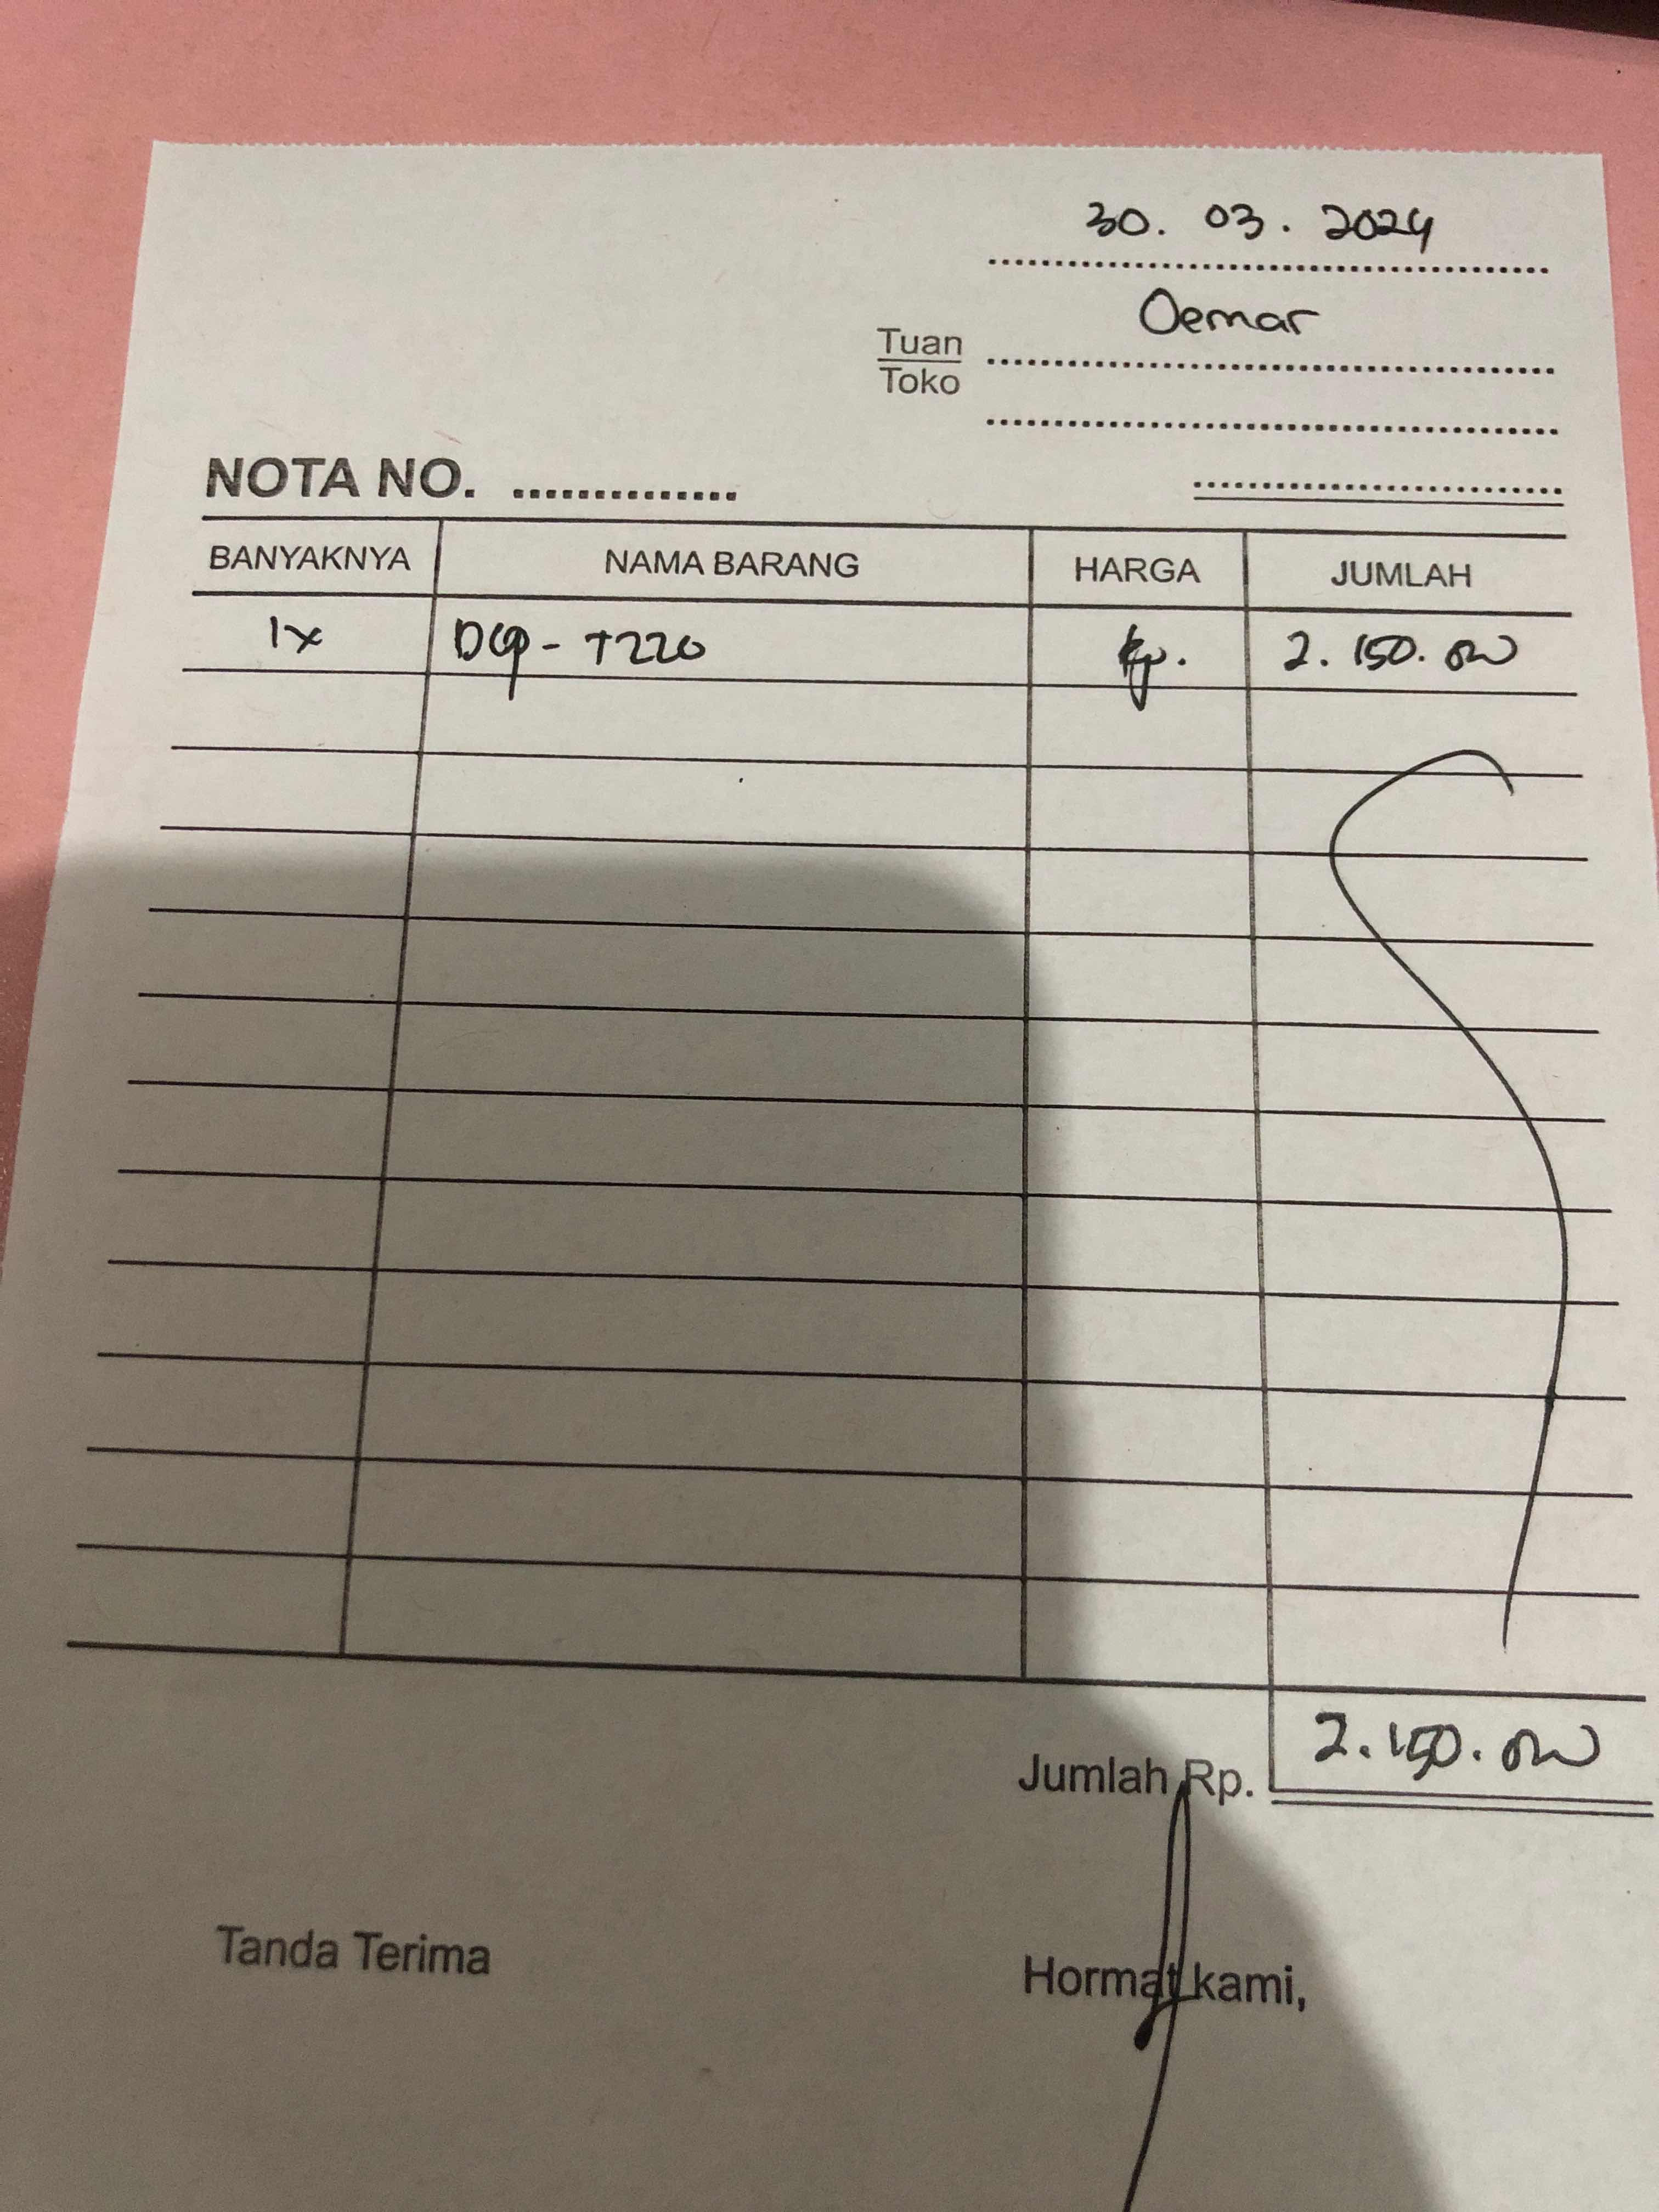 30. 03. 2024
Oemar
Tuan
Toko
NOTA NO. ..............
BANYAKNYA NAMA BARANG HARGA JUMLAH
1x DCP - T220 Rp. 2.150.000
Jumlah Rp. 2.150.000
Tanda Terima Hormat kami,